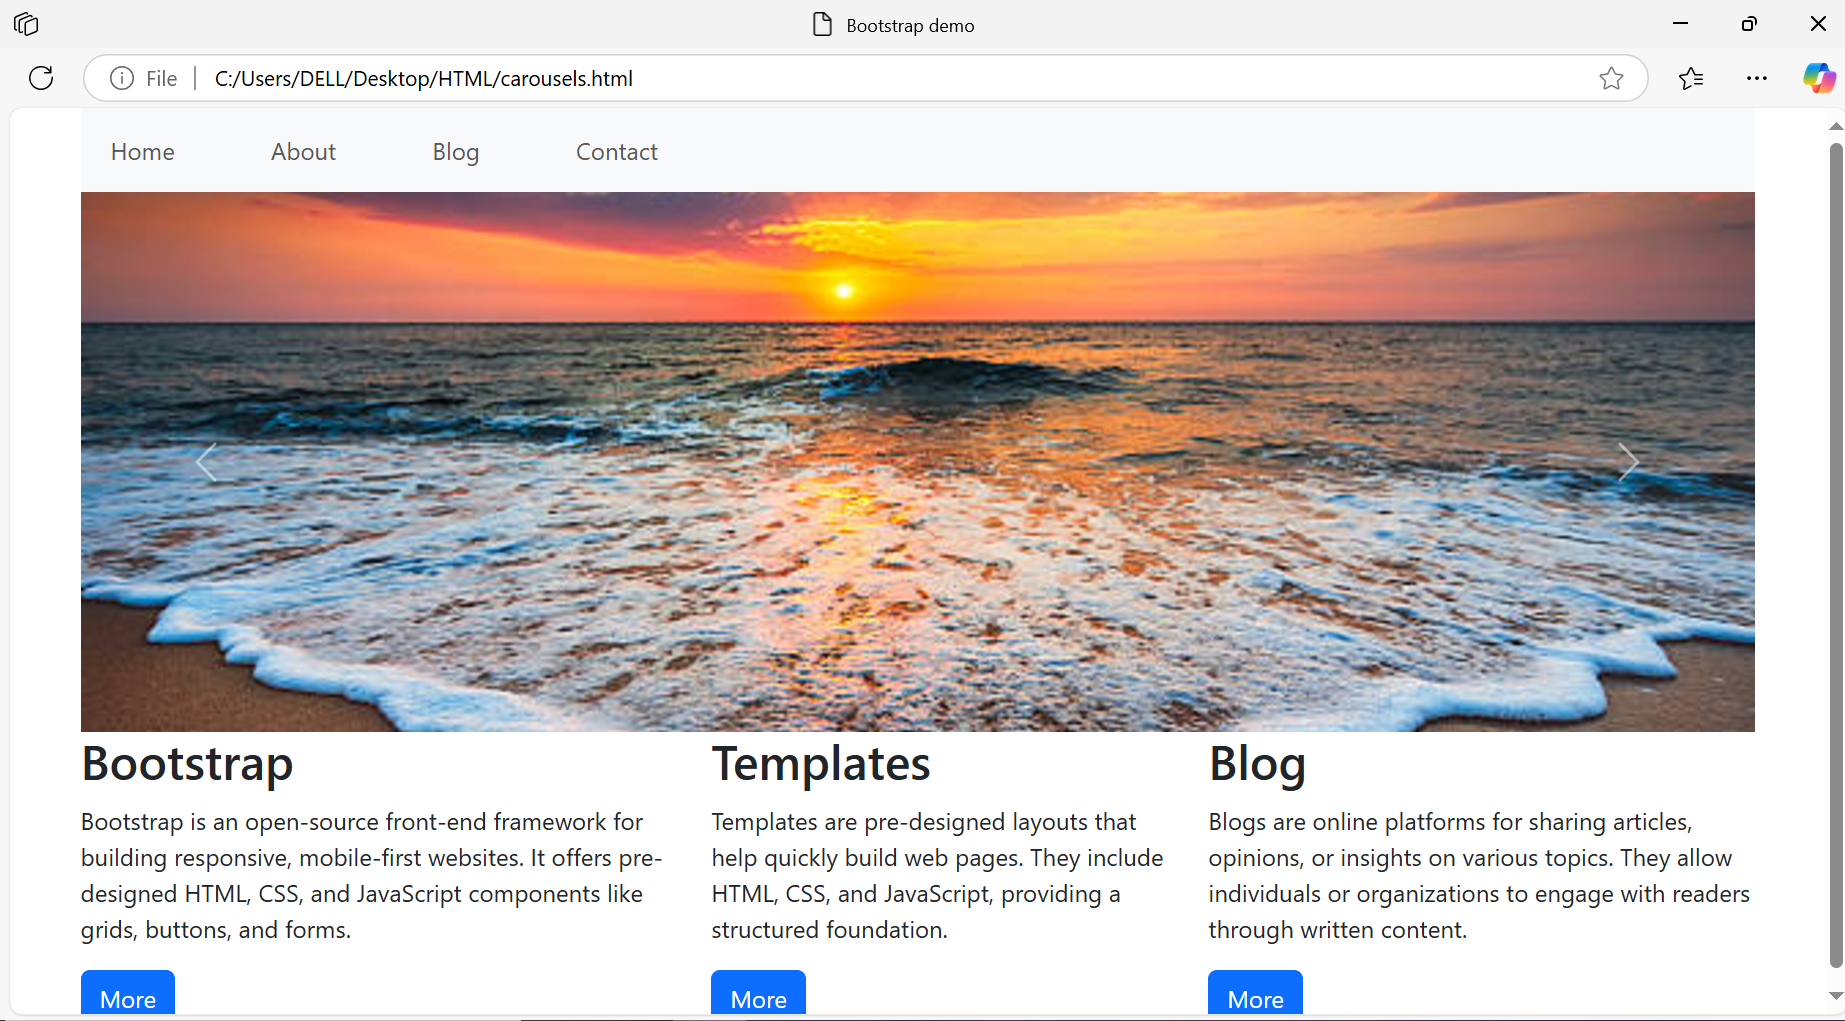 Bootstrap demo
File
C:/Users/DELL/Desktop/HTML/carousels.html
Home About Blog Contact
Bootstrap
Bootstrap is an open-source front-end framework for
building responsive, mobile-first websites. It offers pre-
designed HTML, CSS, and JavaScript components like
grids, buttons, and forms.
More
Templates
Templates are pre-designed layouts that
help quickly build web pages. They include
HTML, CSS, and JavaScript, providing a
structured foundation.
More
Blog
Blogs are online platforms for sharing articles,
opinions, or insights on various topics. They allow
individuals or organizations to engage with readers
through written content.
More